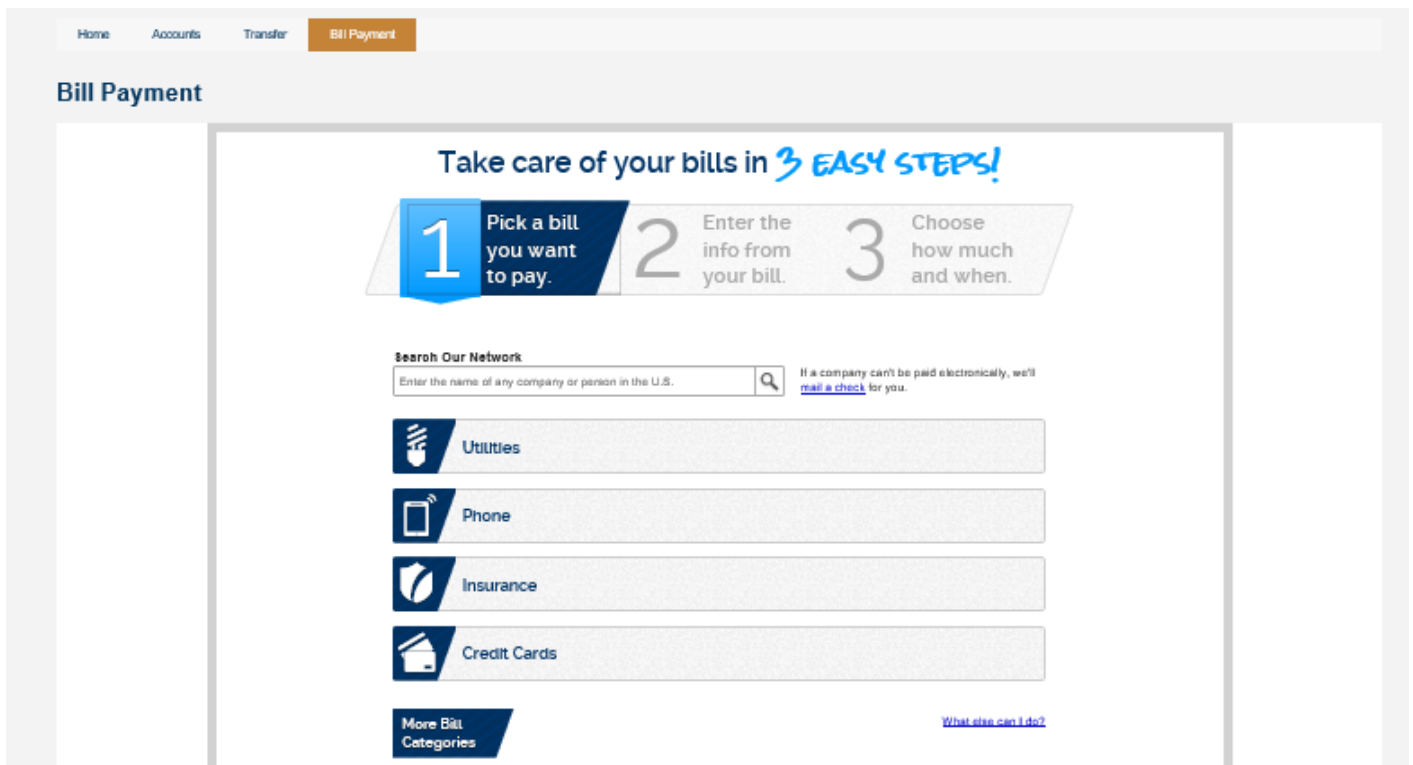 Home Accounts Transfer Bill Payment
Bill Payment
Take care of your bills in 3 EASY STEPS!
1 Pick a bill
you want
to pay.
2 Enter the
info from
your bill.
3 Choose
how much
and when.
Search Our Network
Enter the name of any company or person in the U.S.
If a company can't be paid electronically, we'll
mail a check for you.
Utilities
Phone
Insurance
Credit Cards
More Bill
Categories
What else can I do?